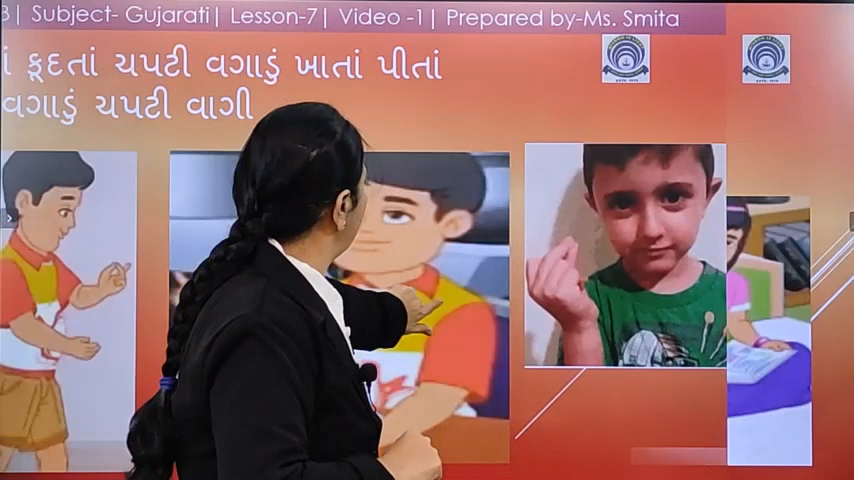 3| Subject- Gujarati| Lesson-7| Video -1| Prepared by-Ms. Smita
કૂદતાં ચપટી વગાડું ખાતાં પીતાં
વગાડું ચપટી વાગી